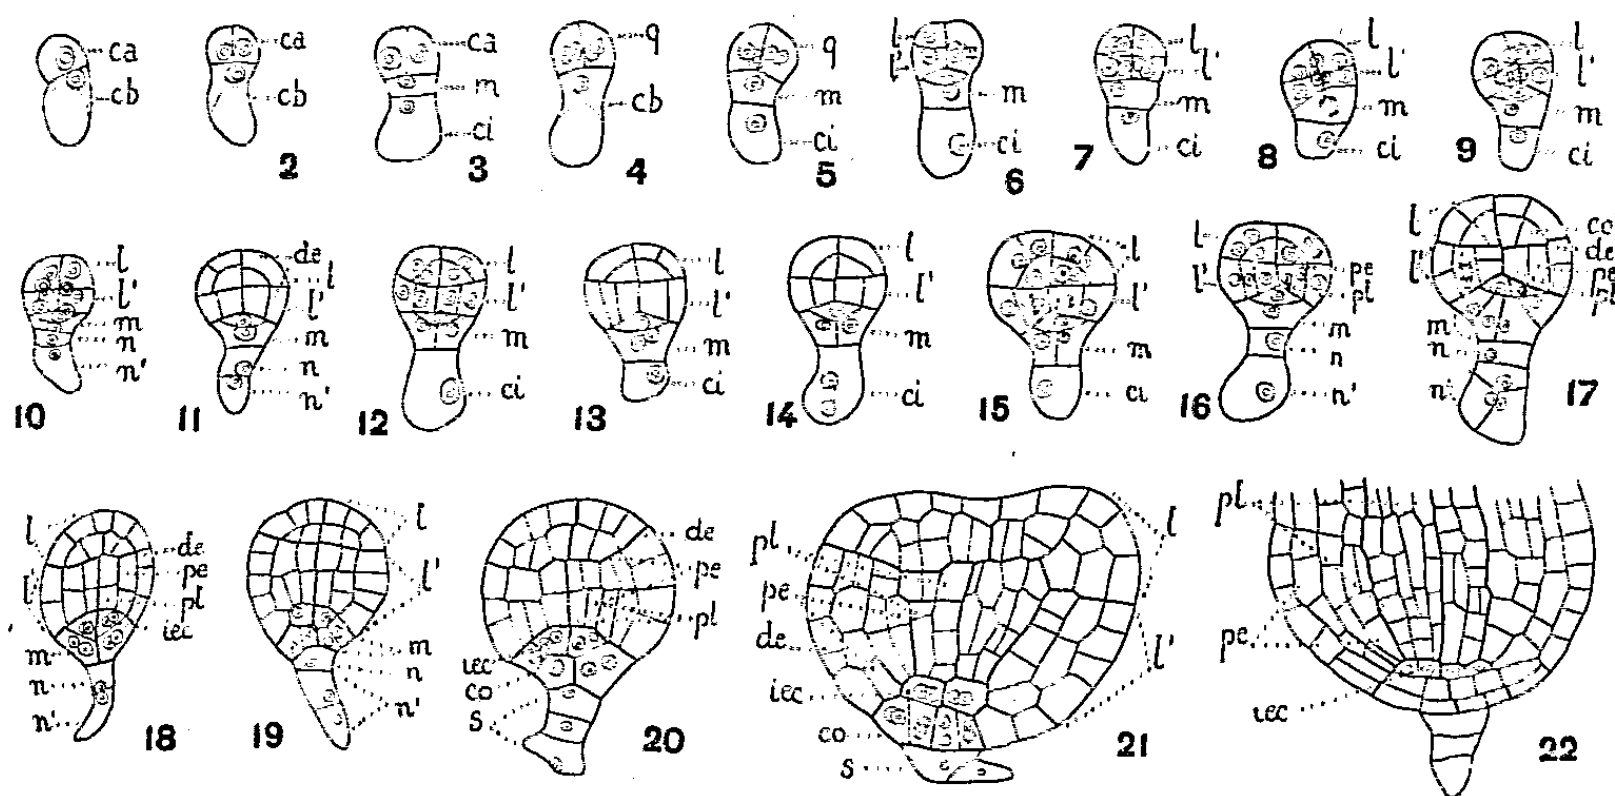 ca
cb
ca
cb
2
ca
m
ci
3
q
cb
4
q
m
ci
5
l
l'
m
ci
6
l
l'
m
ci
7
l
l'
m
ci
8
l
l'
m
ci
9
l
l'
m
n
n'
10
de
l
l'
m
n
n'
11
l
l'
m
ci
12
l
l'
m
ci
13
l
l'
m
ci
14
l
l'
m
ci
15
l
l'
pe
pl
m
n
n'
16
l
l'
co
de
pe
pl
m
n
n'
17
l
l'
de
pe
pl
iec
m
n
n'
18
l
l'
m
n
n'
19
de
pe
pl
iec
co
s
20
pl
pe
de
iec
co
s
l
l'
21
pl
pe
iec
22